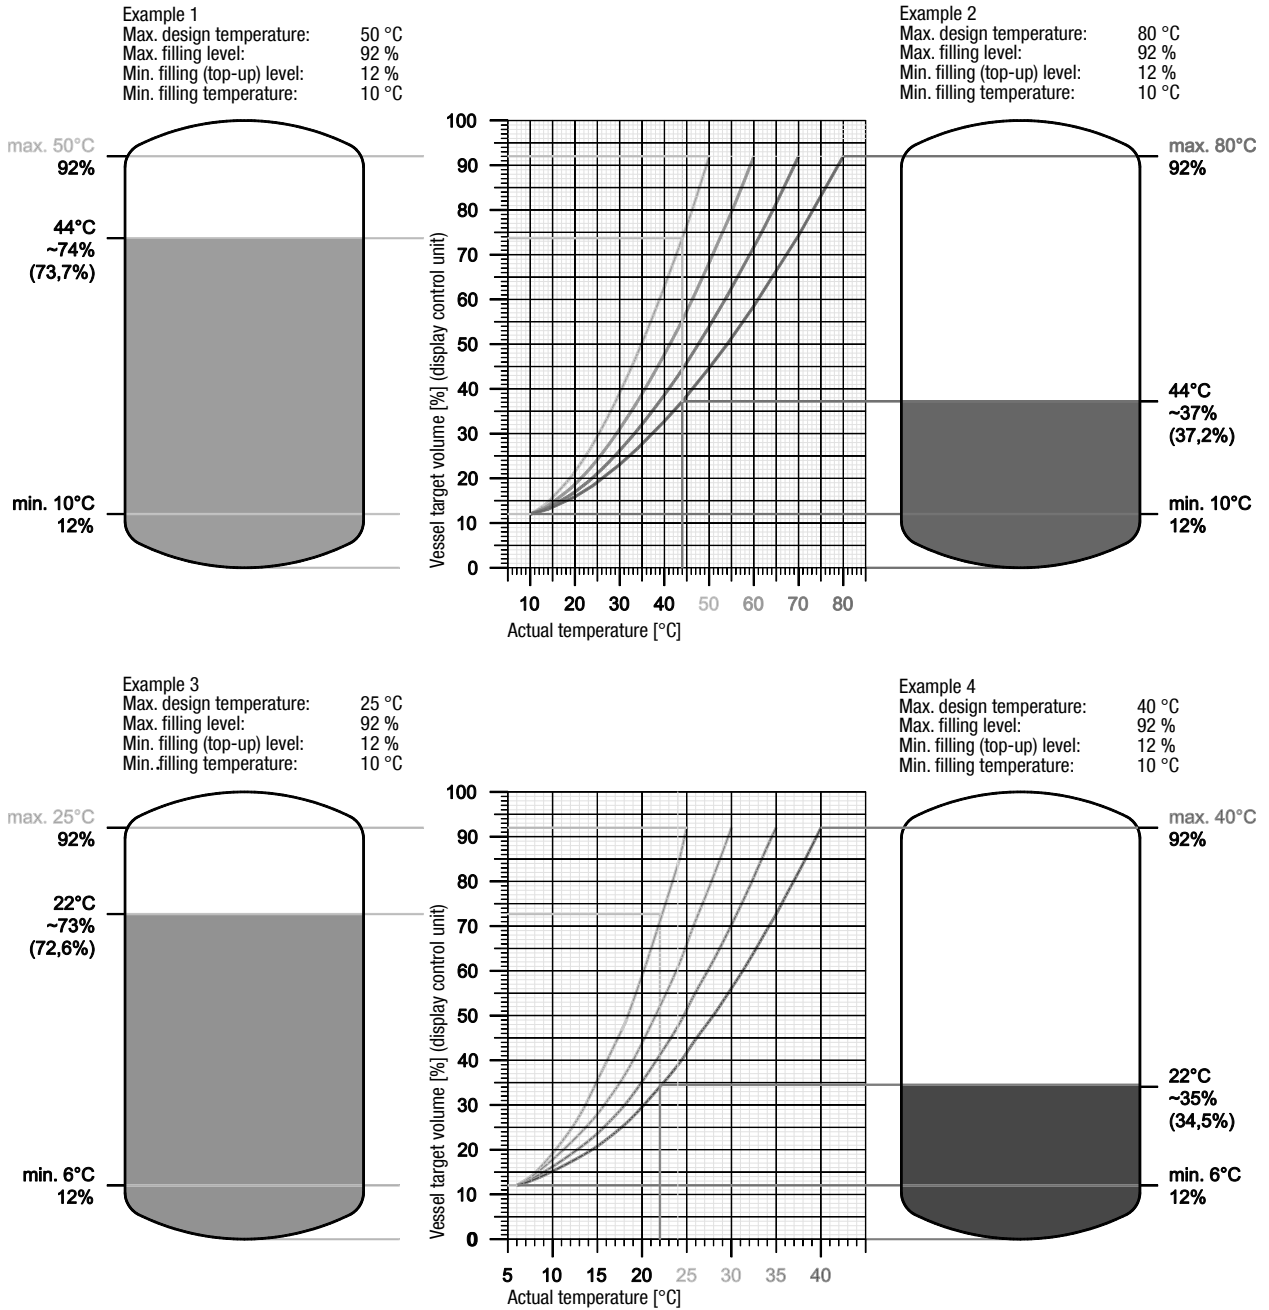 Example 1
Max. design temperature: 50 °C
Max. filling level: 92 %
Min. filling (top-up) level: 12 %
Min. filling temperature: 10 °C
max. 50°C
92%
44°C
~74%
(73,7%)
min. 10°C
12%
Vessel target volume [%] (display control unit)
100
90
80
70
60
50
40
30
20
10
0
10 20 30 40 50 60 70 80
Actual temperature [°C]
Example 2
Max. design temperature: 80 °C
Max. filling level: 92 %
Min. filling (top-up) level: 12 %
Min. filling temperature: 10 °C
max. 80°C
92%
44°C
~37%
(37,2%)
min. 10°C
12%
Example 3
Max. design temperature: 25 °C
Max. filling level: 92 %
Min. filling (top-up) level: 12 %
Min..filling temperature: 10 °C
max. 25°C
92%
22°C
~73%
(72,6%)
min. 6°C
12%
Vessel target volume [%] (display control unit)
100
90
80
70
60
50
40
30
20
10
0
5 10 15 20 25 30 35 40
Actual temperature [°C]
Example 4
Max. design temperature: 40 °C
Max. filling level: 92 %
Min. filling (top-up) level: 12 %
Min. filling temperature: 10 °C
max. 40°C
92%
22°C
~35%
(34,5%)
min. 6°C
12%